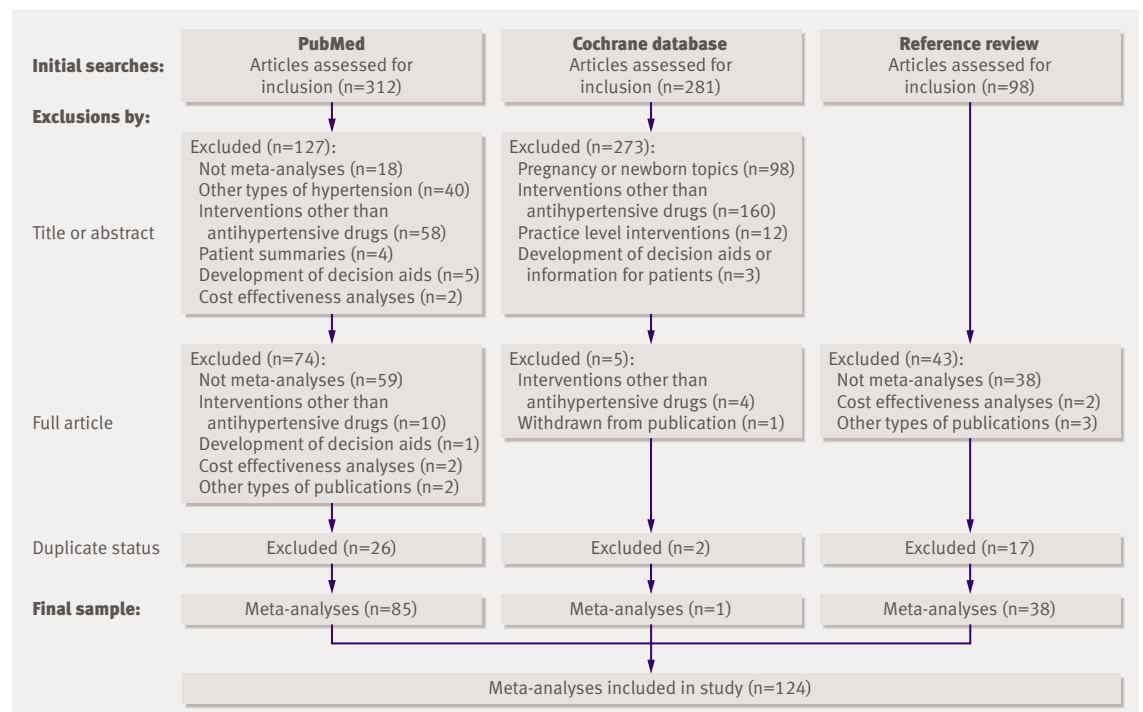 PubMed
Articles assessed for
inclusion (n=312)
Cochrane database
Articles assessed for
inclusion (n=281)
Reference review
Articles assessed for
inclusion (n=98)
Initial searches:
Exclusions by:
Title or abstract
Excluded (n=127):
Not meta-analyses (n=18)
Other types of hypertension (n=40)
Interventions other than
antihypertensive drugs (n=58)
Patient summaries (n=4)
Development of decision aids (n=5)
Cost effectiveness analyses (n=2)
Excluded (n=273):
Pregnancy or newborn topics (n=98)
Interventions other than
antihypertensive drugs (n=160)
Practice level interventions (n=12)
Development of decision aids or
information for patients (n=3)
Full article
Excluded (n=74):
Not meta-analyses (n=59)
Interventions other than
antihypertensive drugs (n=10)
Development of decision aids (n=1)
Cost effectiveness analyses (n=2)
Other types of publications (n=2)
Excluded (n=5):
Interventions other than
antihypertensive drugs (n=4)
Withdrawn from publication (n=1)
Excluded (n=43):
Not meta-analyses (n=38)
Cost effectiveness analyses (n=2)
Other types of publications (n=3)
Duplicate status
Excluded (n=26)
Excluded (n=2)
Excluded (n=17)
Final sample:
Meta-analyses (n=85)
Meta-analyses (n=1)
Meta-analyses (n=38)
Meta-analyses included in study (n=124)